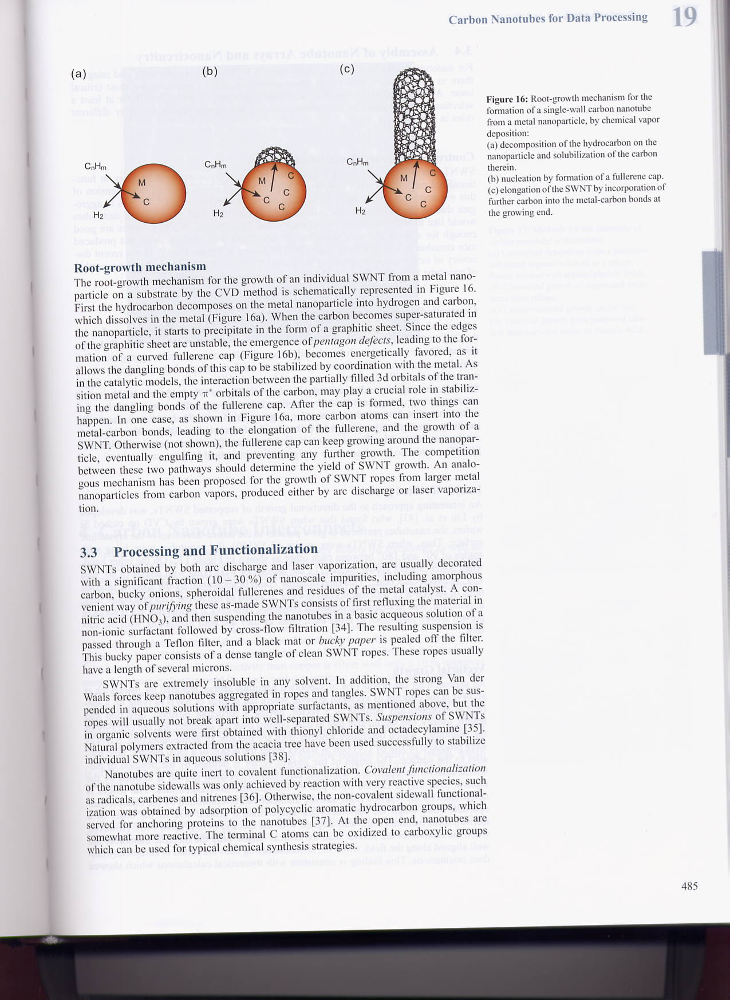 Carbon Nanotubes for Data Processing 19
(a)
(b)
(c)
CnHm
M
C
H2
CnHm
M
C
C
C
C
H2
CnHm
M
C
C
C
C
H2
Figure 16: Root-growth mechanism for the
formation of a single-wall carbon nanotube
from a metal nanoparticle, by chemical vapor
deposition:
(a) decomposition of the hydrocarbon on the
nanoparticle and solubilization of the carbon
therein.
(b) nucleation by formation of a fullerene cap.
(c) elongation of the SWNT by incorporation of
further carbon into the metal-carbon bonds at
the growing end.
Root-growth mechanism
The root-growth mechanism for the growth of an individual SWNT from a metal nano-
particle on a substrate by the CVD method is schematically represented in Figure 16.
First the hydrocarbon decomposes on the metal nanoparticle into hydrogen and carbon,
which dissolves in the metal (Figure 16a). When the carbon becomes super-saturated in
the nanoparticle, it starts to precipitate in the form of a graphitic sheet. Since the edges
of the graphitic sheet are unstable, the emergence of pentagon defects, leading to the for-
mation of a curved fullerene cap (Figure 16b), becomes energetically favored, as it
allows the dangling bonds of this cap to be stabilized by coordination with the metal. As
in the catalytic models, the interaction between the partially filled 3d orbitals of the tran-
sition metal and the empty π* orbitals of the carbon, may play a crucial role in stabiliz-
ing the dangling bonds of the fullerene cap. After the cap is formed, two things can
happen. In one case, as shown in Figure 16a, more carbon atoms can insert into the
metal-carbon bonds, leading to the elongation of the fullerene, and the growth of a
SWNT. Otherwise (not shown), the fullerene cap can keep growing around the nanopar-
ticle, eventually engulfing it, and preventing any further growth. The competition
between these two pathways should determine the yield of SWNT growth. An analo-
gous mechanism has been proposed for the growth of SWNT ropes from larger metal
nanoparticles from carbon vapors, produced either by arc discharge or laser vaporiza-
tion.
3.3 Processing and Functionalization
SWNTs obtained by both arc discharge and laser vaporization, are usually decorated
with a significant fraction (10 – 30 %) of nanoscale impurities, including amorphous
carbon, bucky onions, spheroidal fullerenes and residues of the metal catalyst. A con-
venient way of purifying these as-made SWNTs consists of first refluxing the material in
nitric acid (HNO3), and then suspending the nanotubes in a basic acqueous solution of a
non-ionic surfactant followed by cross-flow filtration [34]. The resulting suspension is
passed through a Teflon filter, and a black mat or bucky paper is pealed off the filter.
This bucky paper consists of a dense tangle of clean SWNT ropes. These ropes usually
have a length of several microns.
SWNTs are extremely insoluble in any solvent. In addition, the strong Van der
Waals forces keep nanotubes aggregated in ropes and tangles. SWNT ropes can be sus-
pended in aqueous solutions with appropriate surfactants, as mentioned above, but the
ropes will usually not break apart into well-separated SWNTs. Suspensions of SWNTs
in organic solvents were first obtained with thionyl chloride and octadecylamine [35].
Natural polymers extracted from the acacia tree have been used successfully to stabilize
individual SWNTs in aqueous solutions [38].
Nanotubes are quite inert to covalent functionalization. Covalent functionalization
of the nanotube sidewalls was only achieved by reaction with very reactive species, such
as radicals, carbenes and nitrenes [36]. Otherwise, the non-covalent sidewall functional-
ization was obtained by adsorption of polycyclic aromatic hydrocarbon groups, which
served for anchoring proteins to the nanotubes [37]. At the open end, nanotubes are
somewhat more reactive. The terminal C atoms can be oxidized to carboxylic groups
which can be used for typical chemical synthesis strategies.
485